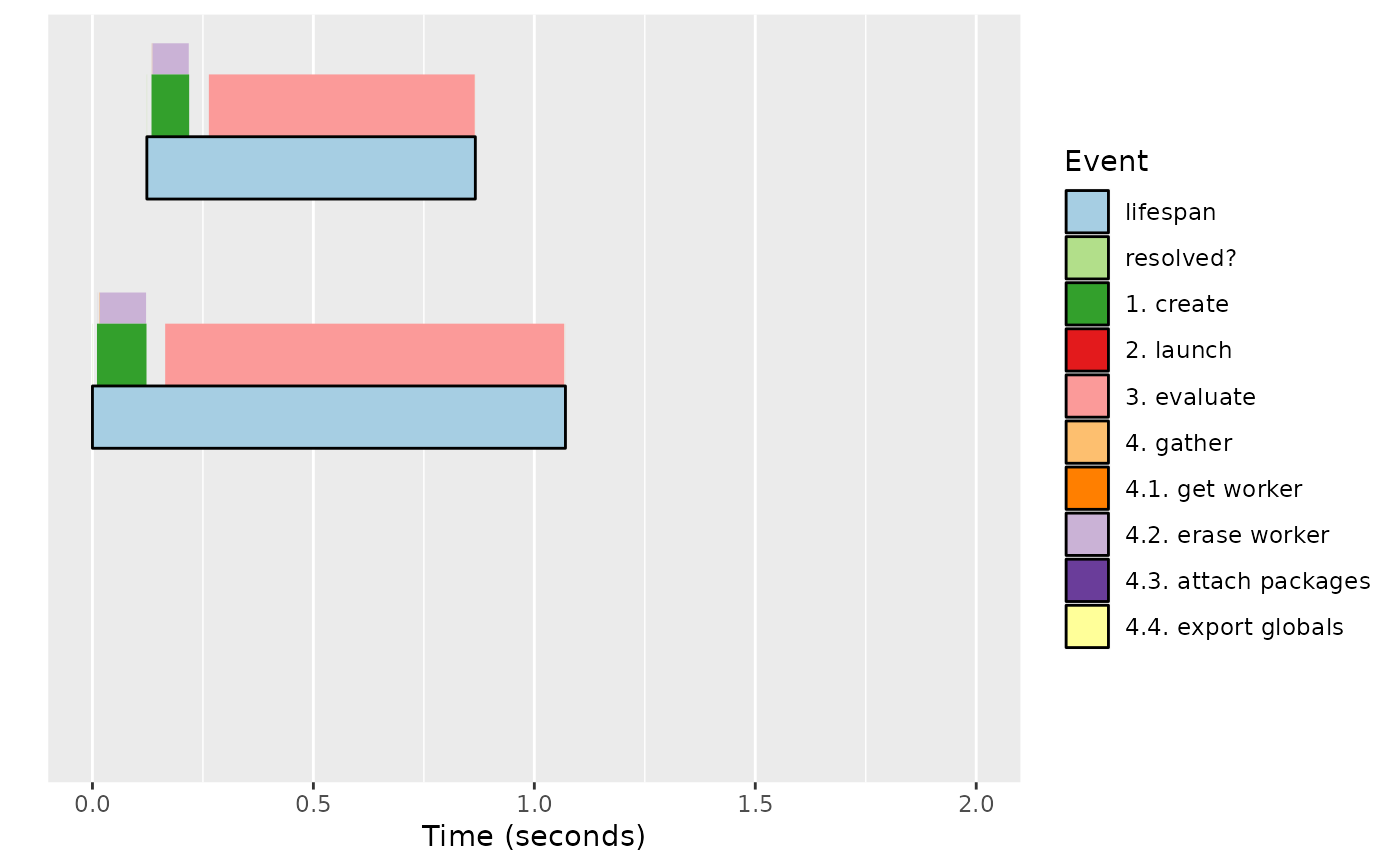 Event
lifespan
resolved?
1. create
2. launch
3. evaluate
4. gather
4.1. get worker
4.2. erase worker
4.3. attach packages
4.4. export globals
0.0 0.5 1.0 1.5 2.0
Time (seconds)